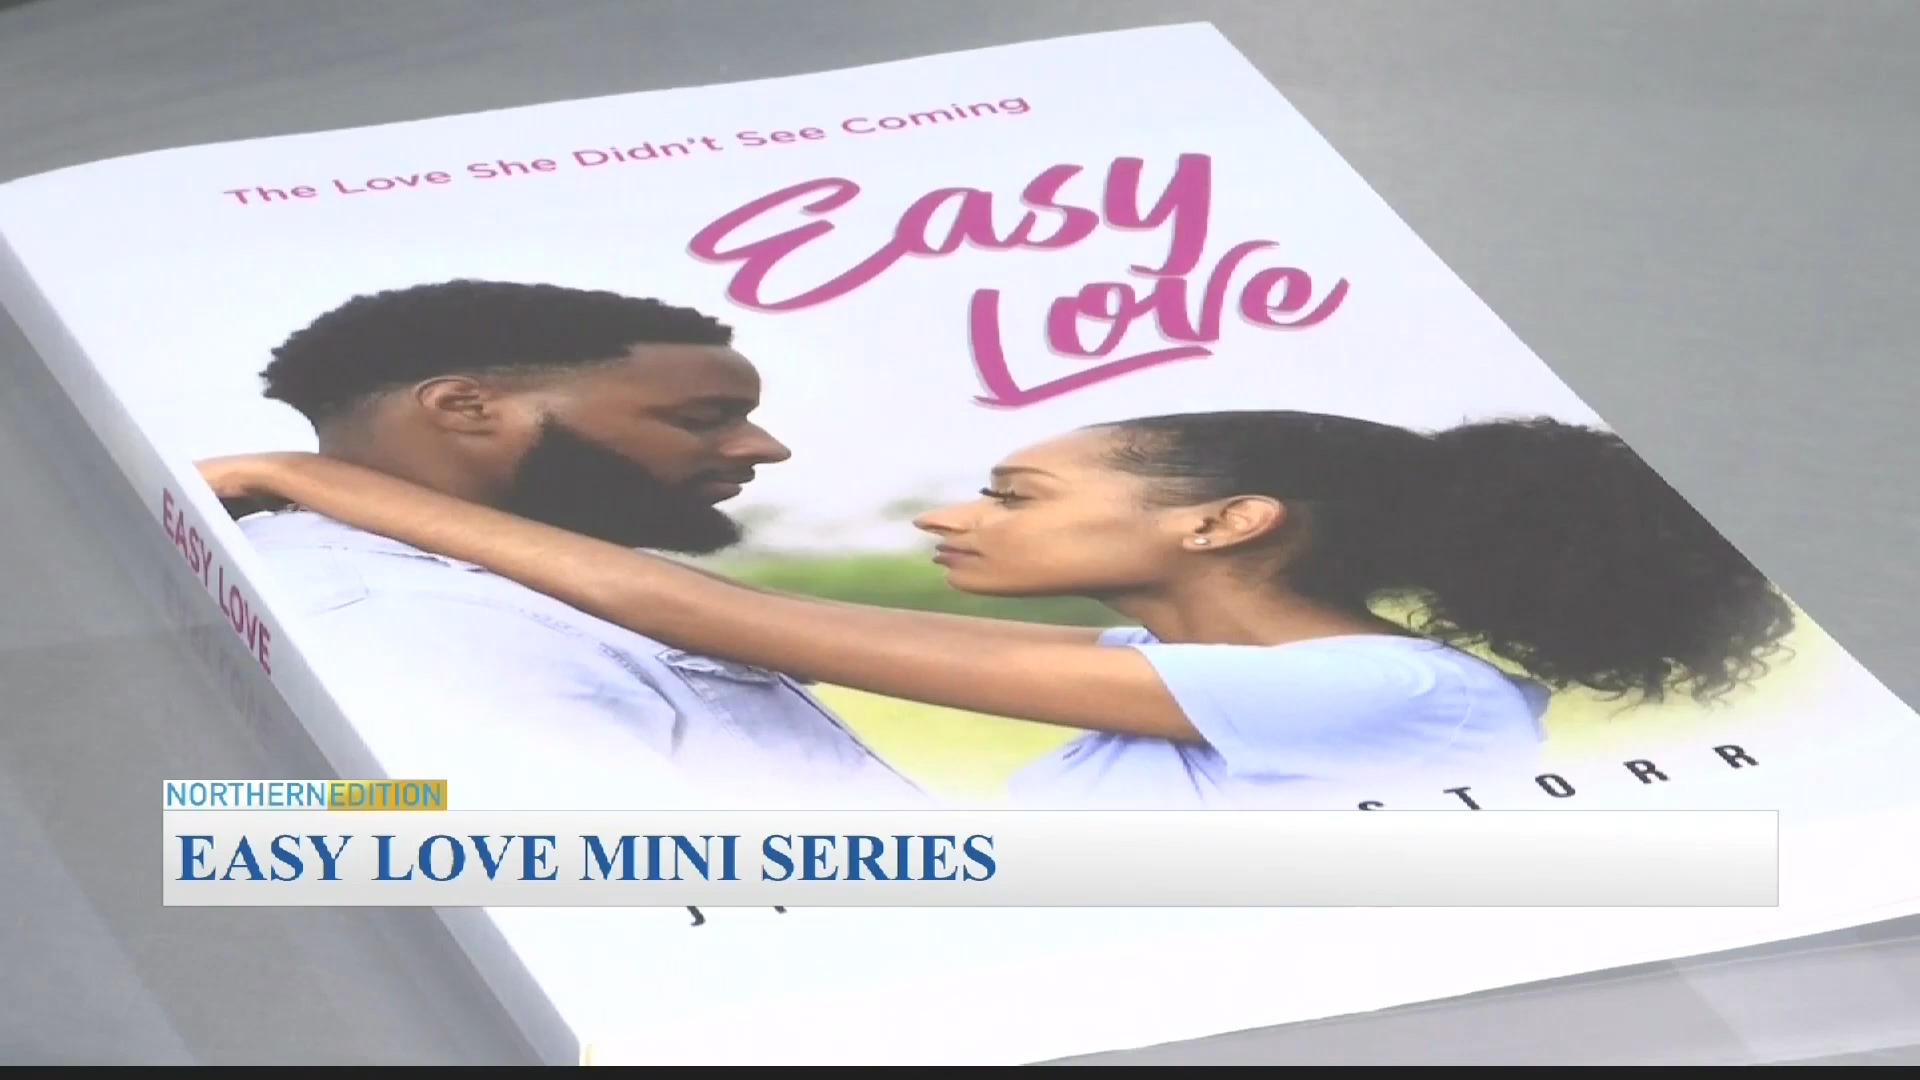 The Love She Didn't See Coming
Easy
Love
EASY LOVE
STORR
NORTHERNEDITION
EASY LOVE MINI SERIES